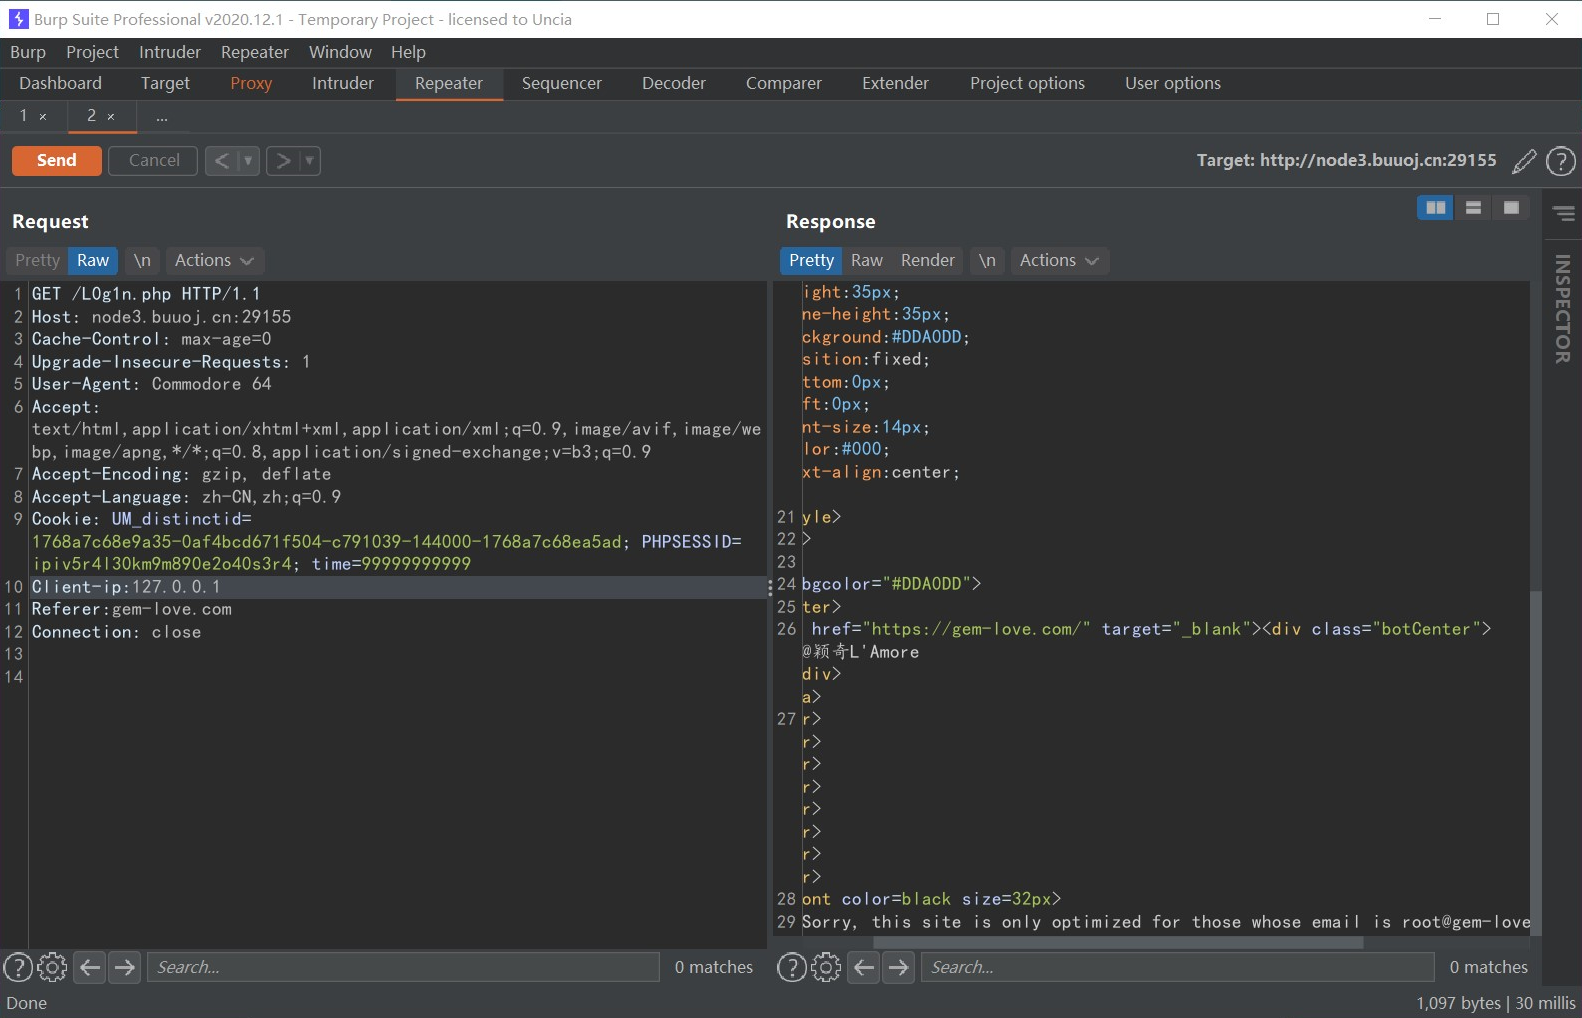 Burp Suite Professional v2020.12.1 - Temporary Project - licensed to Uncia
Burp Project Intruder Repeater Window Help
Dashboard Target Proxy Intruder Repeater Sequencer Decoder Comparer Extender Project options User options
1 × 2 × ...
Send Cancel < > Target: http://node3.buuoj.cn:29155 ?
Request
Pretty Raw \n Actions
1 GET /L0g1n.php HTTP/1.1
2 Host: node3.buuoj.cn:29155
3 Cache-Control: max-age=0
4 Upgrade-Insecure-Requests: 1
5 User-Agent: Commodore 64
6 Accept:
text/html,application/xhtml+xml,application/xml;q=0.9,image/avif,image/we
bp,image/apng,*/*;q=0.8,application/signed-exchange;v=b3;q=0.9
7 Accept-Encoding: gzip, deflate
8 Accept-Language: zh-CN,zh;q=0.9
9 Cookie: UM_distinctid=
1768a7c68e9a35-0af4bcd671f504-c791039-144000-1768a7c68ea5ad; PHPSESSID=
ipiv5r4l30km9m890e2o40s3r4; time=99999999999
10 Client-ip:127.0.0.1
11 Referer:gem-love.com
12 Connection: close
13
14
? Search... 0 matches
Response
Pretty Raw Render \n Actions
ight:35px;
ne-height:35px;
ckground:#DDA0DD;
sition:fixed;
ttom:0px;
ft:0px;
nt-size:14px;
lor:#000;
xt-align:center;
21 yle>
22 >
23
24 bgcolor="#DDA0DD">
25 ter>
26 href="https://gem-love.com/" target="_blank"><div class="botCenter">
@颖奇L'Amore
div>
a>
27 r>
r>
r>
r>
r>
r>
r>
r>
28 ont color=black size=32px>
29 Sorry, this site is only optimized for those whose email is root@gem-love
? Search... 0 matches
INSPECTOR
Done 1,097 bytes | 30 millis